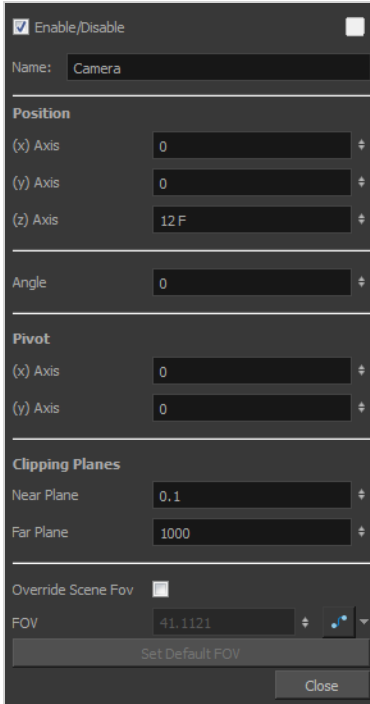 Enable/Disable
Name: Camera
Position
(x) Axis 0
(y) Axis 0
(z) Axis 12 F
Angle 0
Pivot
(x) Axis 0
(y) Axis 0
Clipping Planes
Near Plane 0.1
Far Plane 1000
Override Scene Fov
FOV 41.1121
Set Default FOV
Close